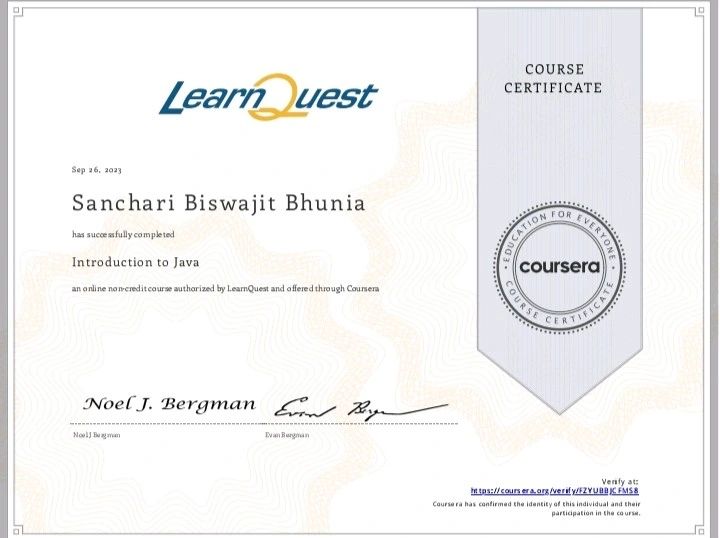 LearnQuest
COURSE
CERTIFICATE
Sep 26, 2023
Sanchari Biswajit Bhunia
has successfully completed
Introduction to Java
an online non-credit course authorized by LearnQuest and offered through Coursera
EDUCATION FOR EVERYONE
coursera
COURSE CERTIFICATE
Noel J. Bergman
Evan Berg
Noel J Bergman
Evan Bergman
Verify at:
https://coursera.org/verify/FZYUBBJCFMS8
Coursera has confirmed the identity of this individual and their
participation in the course.